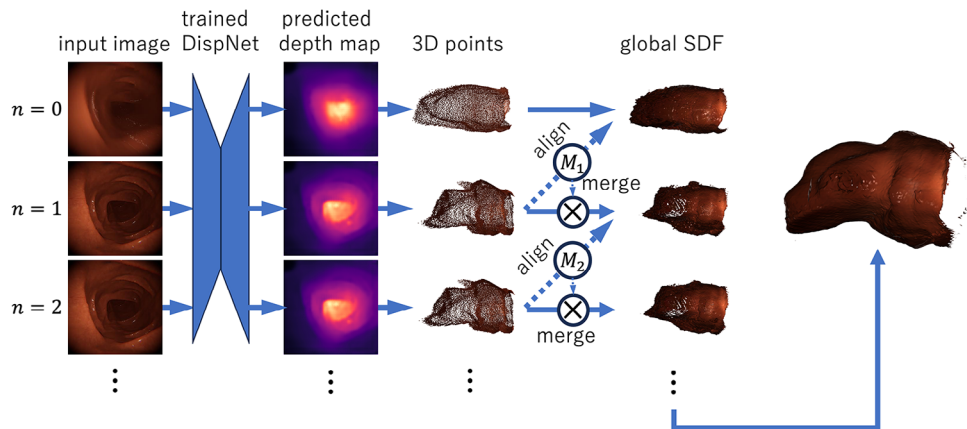 input image
trained
DispNet
predicted
depth map
3D points
global SDF
n = 0
align
M₁
merge
n = 1
align
M₂
merge
n = 2